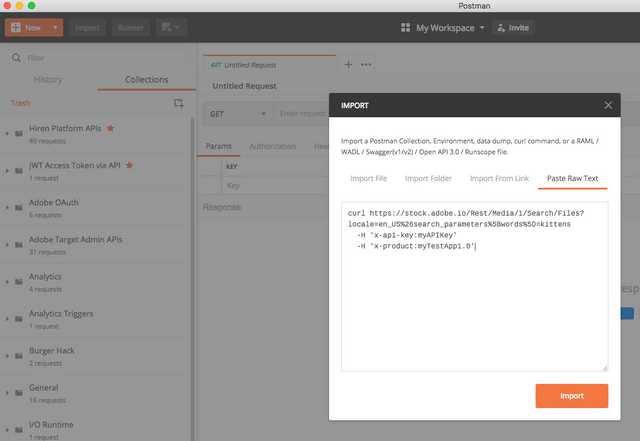 Postman
New
Import
Runner
My Workspace
Invite
Filter
History
Collections
Trash
Hiren Platform APIs
49 requests
JWT Access Token via API
1 request
Adobe OAuth
6 requests
Adobe Target Admin APIs
31 requests
Analytics
4 requests
Analytics Triggers
1 request
Burger Hack
2 requests
General
16 requests
I/O Runtime
1 request
GET Untitled Request
Untitled Request
GET
Enter request
Params
Authorization
KEY
Key
Response
IMPORT
Import a Postman Collection, Environment, data dump, curl command, or a RAML /
WADL / Swagger(v1/v2) / Open API 3.0 / Runscope file.
Import File
Import Folder
Import From Link
Paste Raw Text
curl https://stock.adobe.io/Rest/Media/1/Search/Files?
locale=en_US%26search_parameters%5Bwords%5D=kittens
-H 'x-api-key:myAPIKey'
-H 'x-product:myTestApp1.0'
Import